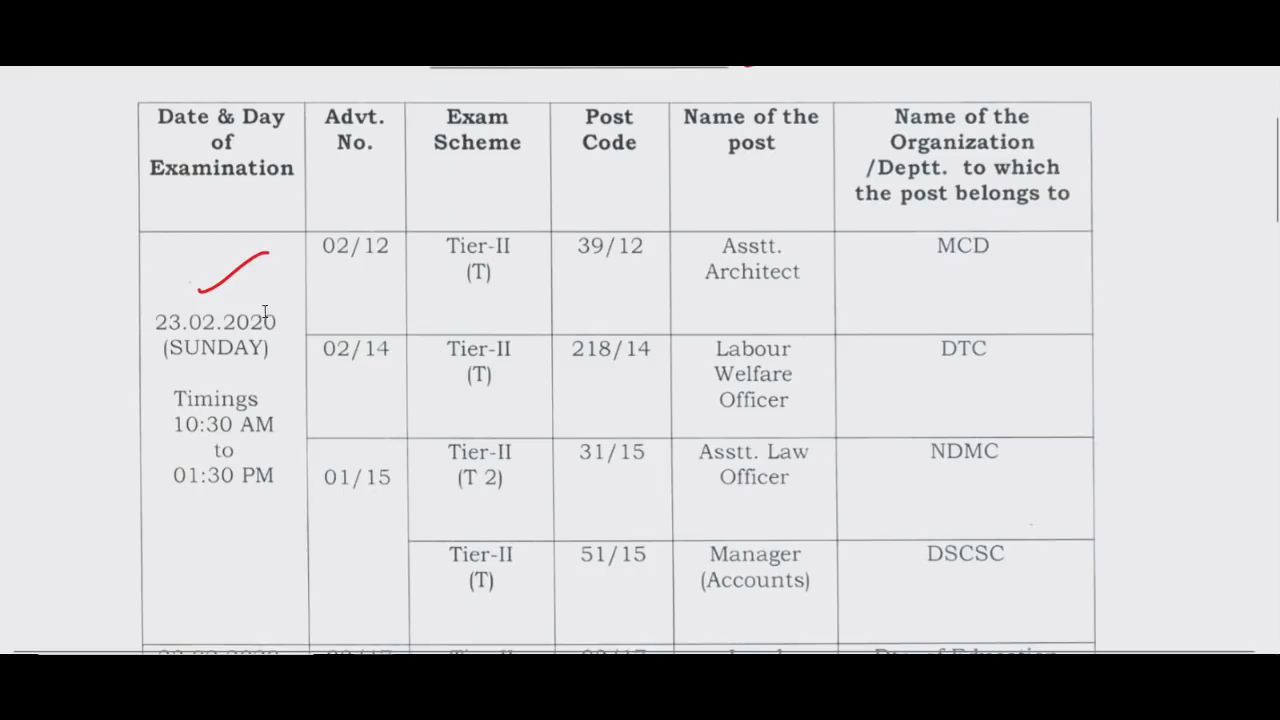 Date & Day
of
Examination
Advt.
No.
Exam
Scheme
Post
Code
Name of the
post
Name of the
Organization
/Deptt. to which
the post belongs to
23.02.2020
(SUNDAY)
Timings
10:30 AM
to
01:30 PM
02/12
Tier-II
(T)
39/12
Asstt.
Architect
MCD
02/14
Tier-II
(T)
218/14
Labour
Welfare
Officer
DTC
01/15
Tier-II
(T 2)
31/15
Asstt. Law
Officer
NDMC
Tier-II
(T)
51/15
Manager
(Accounts)
DSCSC